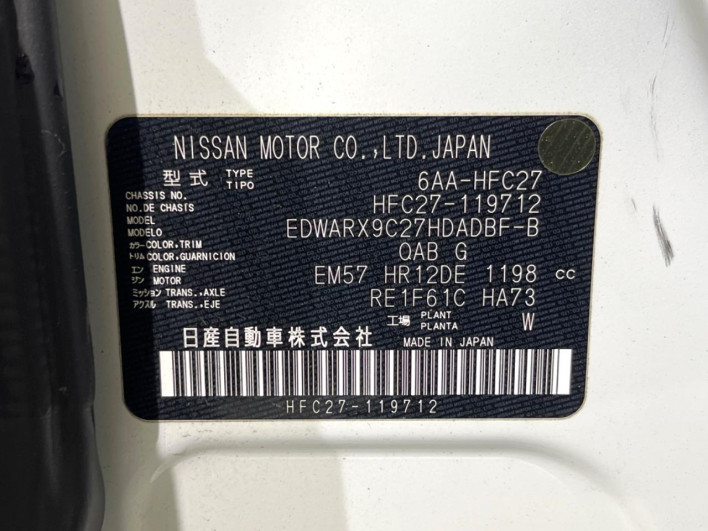 NISSAN MOTOR CO.,LTD.JAPAN
型式 TYPE TIPO 6AA-HFC27
CHASSIS NO. NO.DE CHASIS HFC27-119712
MODEL MODELO EDWARX9C27HDADBF-B
カラー COLOR,TRIM トリム COLOR,GUARNICION QAB G
エンジン ENGINE MOTOR EM57 HR12DE 1198 cc
ミッション TRANS.,AXLE アクスル TRANS.,EJE RE1F61C HA73
工場 PLANT PLANTA W
日産自動車株式会社 MADE IN JAPAN
HFC27-119712